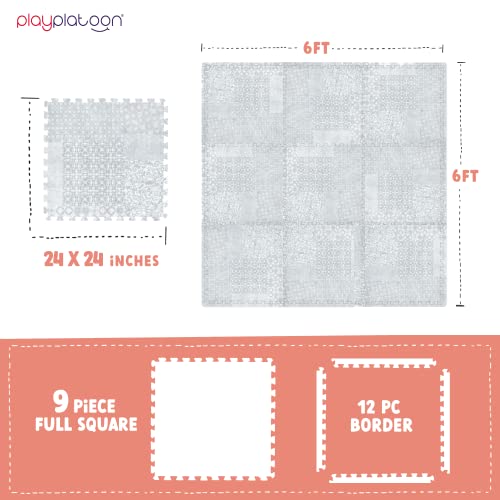 playplatoon
6FT
6FT
24 X 24 iNCHES
9 PiECE
FULL SQUARE
12 PC
BORDER